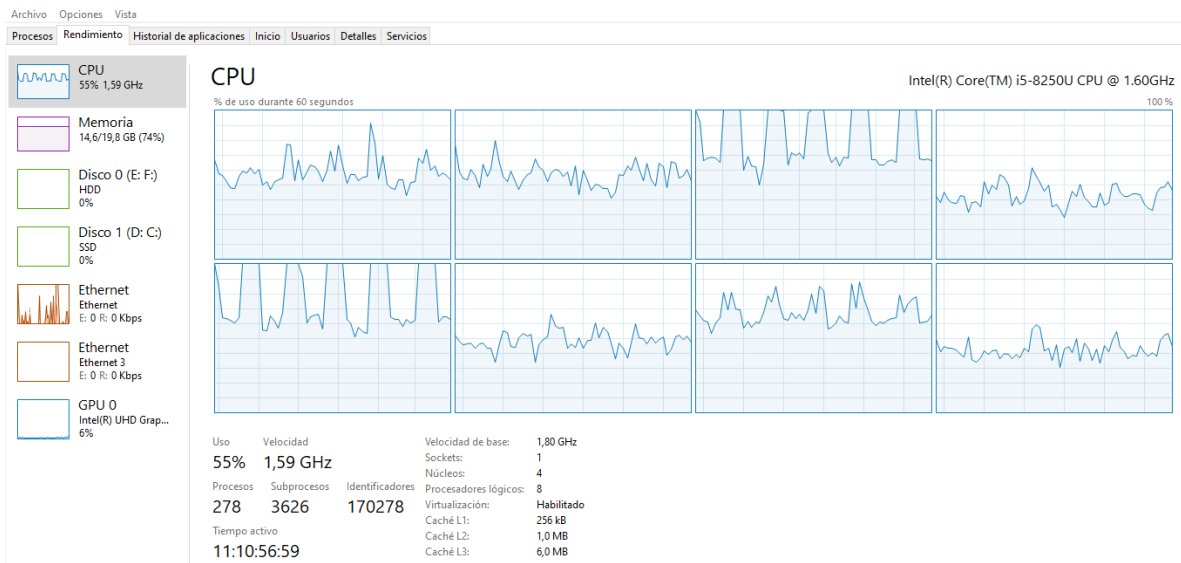 Archivo Opciones Vista
Procesos Rendimiento Historial de aplicaciones Inicio Usuarios Detalles Servicios
CPU
55% 1,59 GHz
Memoria
14,6/19,8 GB (74%)
Disco 0 (E: F:)
HDD
0%
Disco 1 (D: C:)
SSD
0%
Ethernet
Ethernet
E: 0 R: 0 Kbps
Ethernet
Ethernet 3
E: 0 R: 0 Kbps
GPU 0
Intel(R) UHD Grap...
6%
CPU
Intel(R) Core(TM) i5-8250U CPU @ 1.60GHz
% de uso durante 60 segundos 100 %
Uso Velocidad
55% 1,59 GHz
Procesos Subprocesos Identificadores
278 3626 170278
Tiempo activo
11:10:56:59
Velocidad de base: 1,80 GHz
Sockets: 1
Núcleos: 4
Procesadores lógicos: 8
Virtualización: Habilitado
Caché L1: 256 kB
Caché L2: 1,0 MB
Caché L3: 6,0 MB